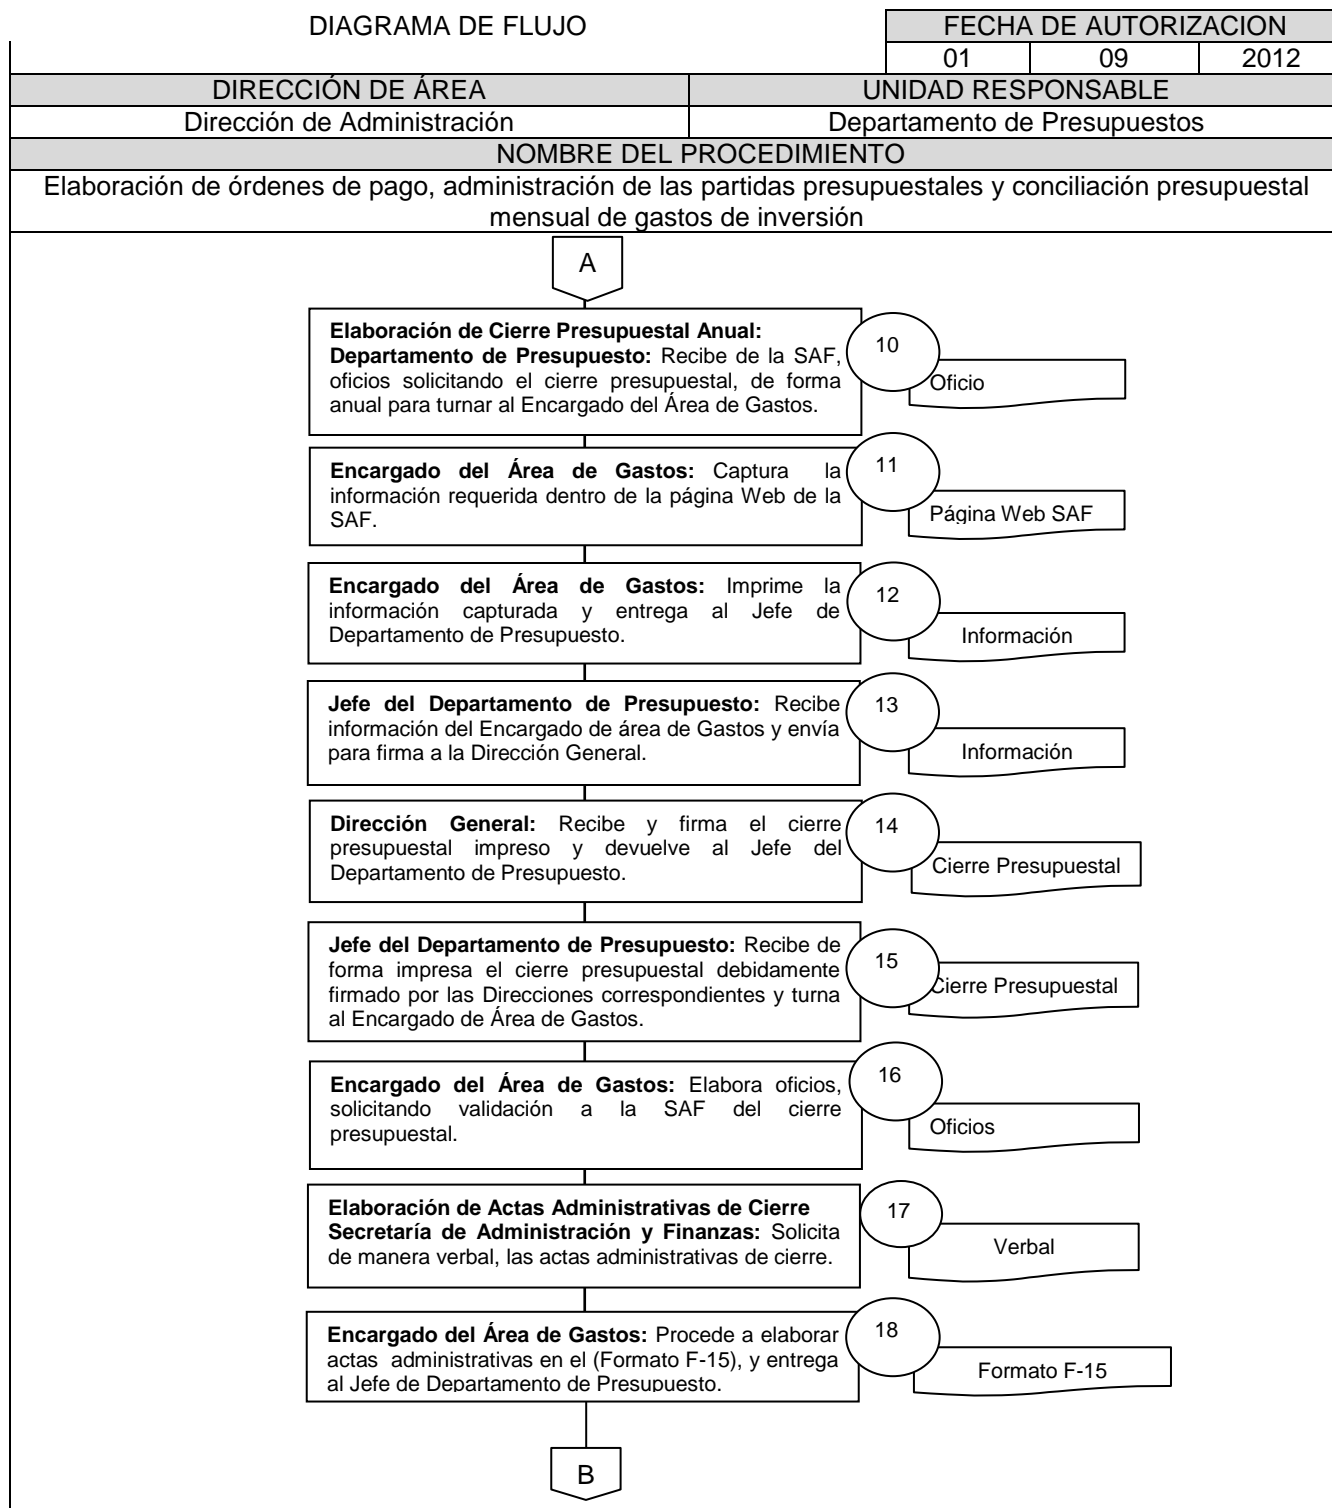 DIAGRAMA DE FLUJO
FECHA DE AUTORIZACION
01 09 2012
DIRECCIÓN DE ÁREA UNIDAD RESPONSABLE
Dirección de Administración Departamento de Presupuestos
NOMBRE DEL PROCEDIMIENTO
Elaboración de órdenes de pago, administración de las partidas presupuestales y conciliación presupuestal
mensual de gastos de inversión
A
Elaboración de Cierre Presupuestal Anual:
Departamento de Presupuesto: Recibe de la SAF,
oficios solicitando el cierre presupuestal, de forma
anual para turnar al Encargado del Área de Gastos.
10
Oficio
Encargado del Área de Gastos: Captura la
información requerida dentro de la página Web de la
SAF.
11
Página Web SAF
Encargado del Área de Gastos: Imprime la
información capturada y entrega al Jefe de
Departamento de Presupuesto.
12
Información
Jefe del Departamento de Presupuesto: Recibe
información del Encargado de área de Gastos y envía
para firma a la Dirección General.
13
Información
Dirección General: Recibe y firma el cierre
presupuestal impreso y devuelve al Jefe del
Departamento de Presupuesto.
14
Cierre Presupuestal
Jefe del Departamento de Presupuesto: Recibe de
forma impresa el cierre presupuestal debidamente
firmado por las Direcciones correspondientes y turna
al Encargado de Área de Gastos.
15
Cierre Presupuestal
Encargado del Área de Gastos: Elabora oficios,
solicitando validación a la SAF del cierre
presupuestal.
16
Oficios
Elaboración de Actas Administrativas de Cierre
Secretaría de Administración y Finanzas: Solicita
de manera verbal, las actas administrativas de cierre.
17
Verbal
Encargado del Área de Gastos: Procede a elaborar
actas administrativas en el (Formato F-15), y entrega
al Jefe de Departamento de Presupuesto.
18
Formato F-15
B